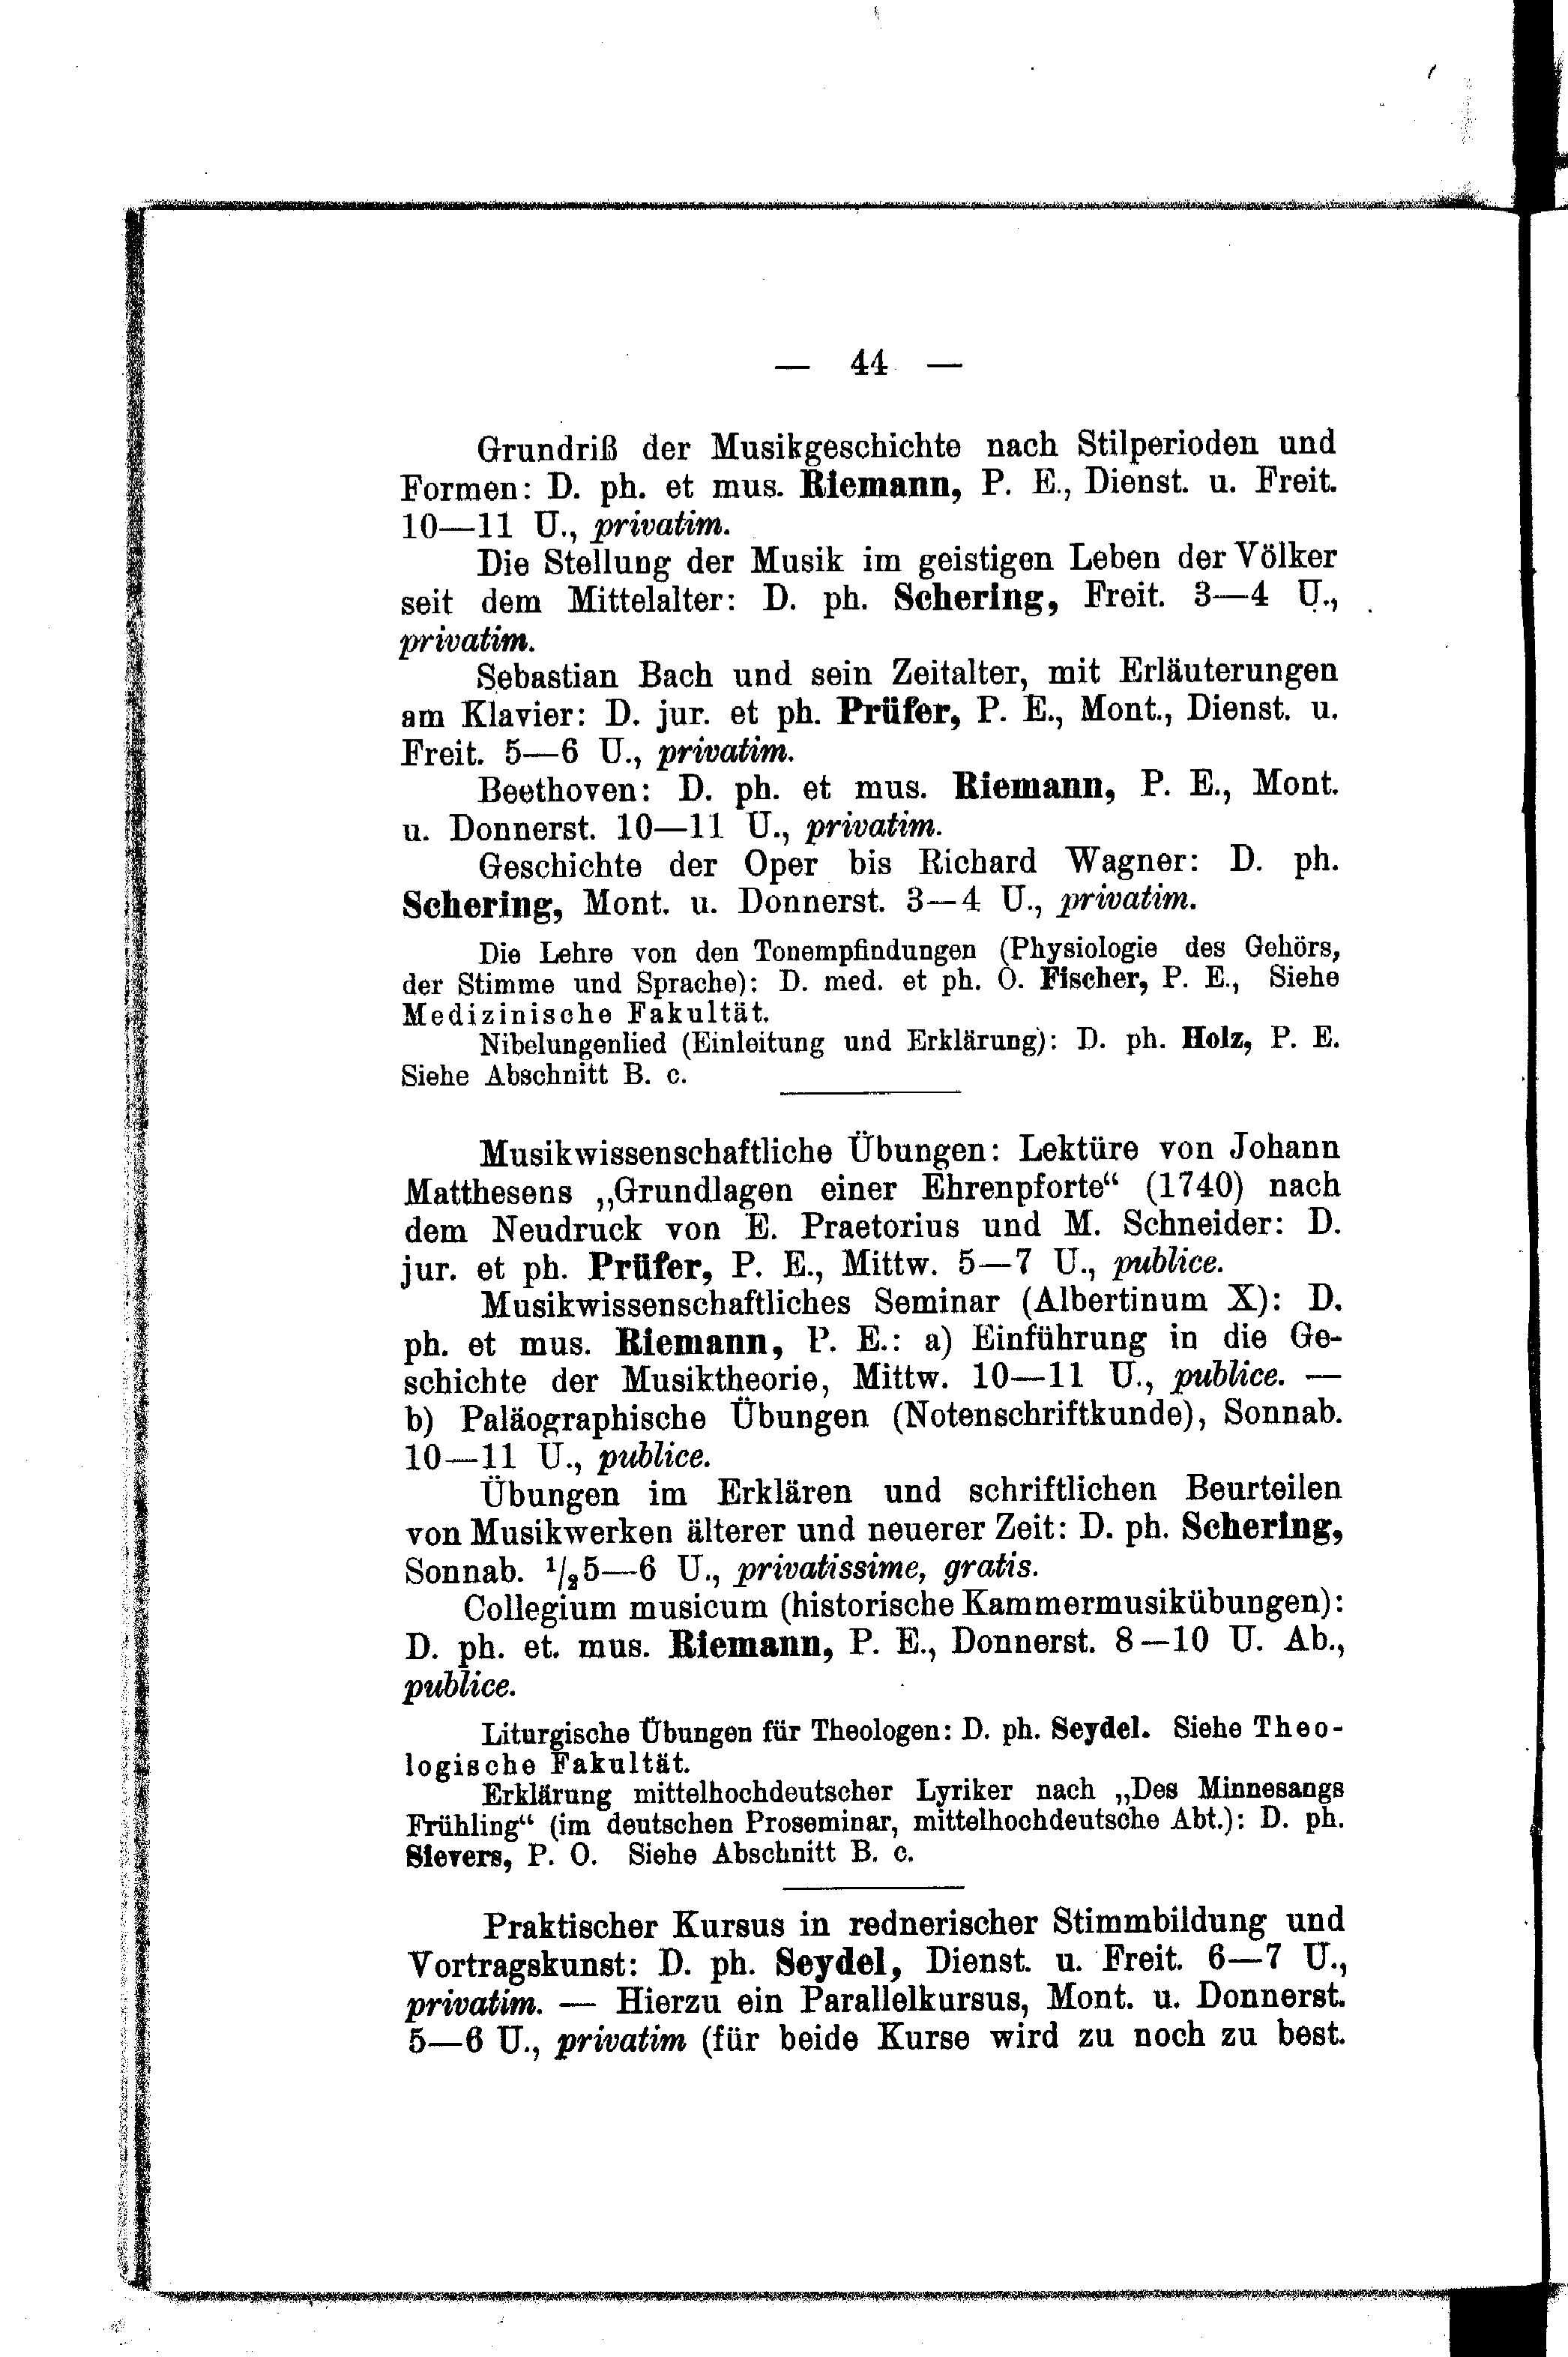 — 44 —
Grundriß der Musikgeschichte nach Stilperioden und
Formen: D. ph. et mus. Riemann, P. E., Dienst. u. Freit.
10—11 U., privatim.
Die Stellung der Musik im geistigen Leben der Völker
seit dem Mittelalter: D. ph. Schering, Freit. 3—4 U.,
privatim.
Sebastian Bach und sein Zeitalter, mit Erläuterungen
am Klavier: D. jur. et ph. Prüfer, P. E., Mont., Dienst. u.
Freit. 5—6 U., privatim.
Beethoven: D. ph. et mus. Riemann, P. E., Mont.
u. Donnerst. 10—11 U., privatim.
Geschichte der Oper bis Richard Wagner: D. ph.
Schering, Mont. u. Donnerst. 3—4 U., privatim.
Die Lehre von den Tonempfindungen (Physiologie des Gehörs,
der Stimme und Sprache): D. med. et ph. O. Fischer, P. E., Siehe
Medizinische Fakultät.
Nibelungenlied (Einleitung und Erklärung): D. ph. Holz, P. E.
Siehe Abschnitt B. c.
Musikwissenschaftliche Übungen: Lektüre von Johann
Matthesens „Grundlagen einer Ehrenpforte“ (1740) nach
dem Neudruck von E. Praetorius und M. Schneider: D.
jur. et ph. Prüfer, P. E., Mittw. 5—7 U., publice.
Musikwissenschaftliches Seminar (Albertinum X): D.
ph. et mus. Riemann, P. E.: a) Einführung in die Ge-
schichte der Musiktheorie, Mittw. 10—11 U., publice. —
b) Paläographische Übungen (Notenschriftkunde), Sonnab.
10—11 U., publice.
Übungen im Erklären und schriftlichen Beurteilen
von Musikwerken älterer und neuerer Zeit: D. ph. Schering,
Sonnab. 1/2 5—6 U., privatissime, gratis.
Collegium musicum (historische Kammermusikübungen):
D. ph. et. mus. Riemann, P. E., Donnerst. 8—10 U. Ab.,
publice.
Liturgische Übungen für Theologen: D. ph. Seydel. Siehe Theo-
logische Fakultät.
Erklärung mittelhochdeutscher Lyriker nach „Des Minnesangs
Frühling“ (im deutschen Proseminar, mittelhochdeutsche Abt.): D. ph.
Sievers, P. O. Siehe Abschnitt B. c.
Praktischer Kursus in rednerischer Stimmbildung und
Vortragskunst: D. ph. Seydel, Dienst. u. Freit. 6—7 U.,
privatim. — Hierzu ein Parallelkursus, Mont. u. Donnerst.
5—6 U., privatim (für beide Kurse wird zu noch zu best.